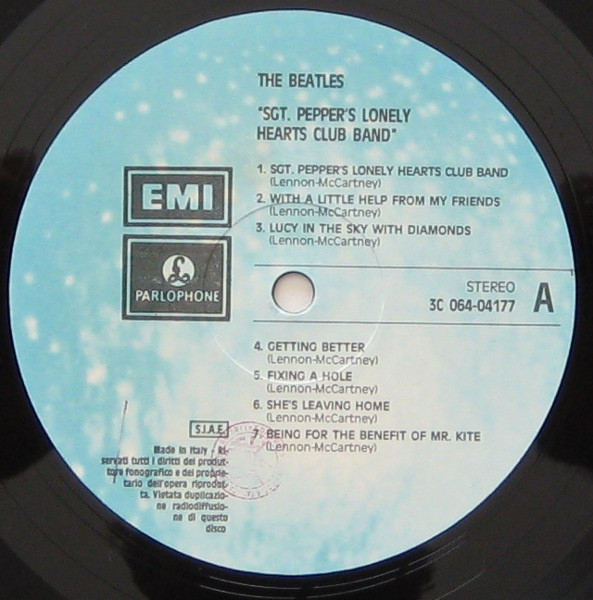 THE BEATLES
"SGT. PEPPER'S LONELY
HEARTS CLUB BAND"
1. SGT. PEPPER'S LONELY HEARTS CLUB BAND
(Lennon-McCartney)
2. WITH A LITTLE HELP FROM MY FRIENDS
(Lennon-McCartney)
3. LUCY IN THE SKY WITH DIAMONDS
(Lennon-McCartney)
EMI
PARLOPHONE
STEREO
3C 064-04177
A
4. GETTING BETTER
(Lennon-McCartney)
5. FIXING A HOLE
(Lennon-McCartney)
6. SHE'S LEAVING HOME
(Lennon-McCartney)
7. BEING FOR THE BENEFIT OF MR. KITE
(Lennon-McCartney)
S.I.A.E.
Made in Italy - Ri-
servati tutti i diritti del produt-
tore fonografico e del proprie-
tario dell'opera riprodot-
ta. Vietata duplicazio-
ne radiodiffusio-
ne di questo
disco